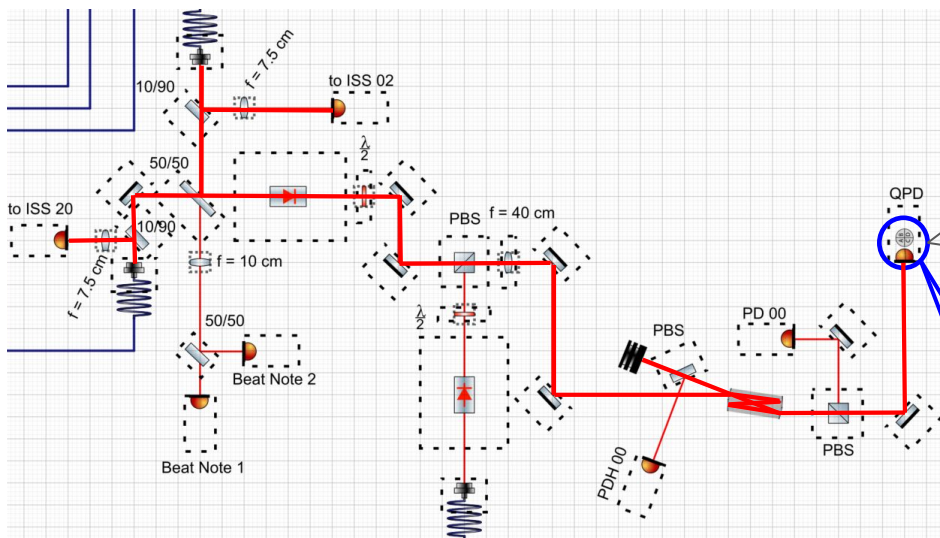 f = 7.5 cm
10/90
to ISS 02
λ
2
50/50
QPD
to ISS 20
10/90
PBS
f = 40 cm
f = 10 cm
f = 7.5 cm
λ
2
50/50
PD 00
PBS
Beat Note 2
PBS
Beat Note 1
PDH 00